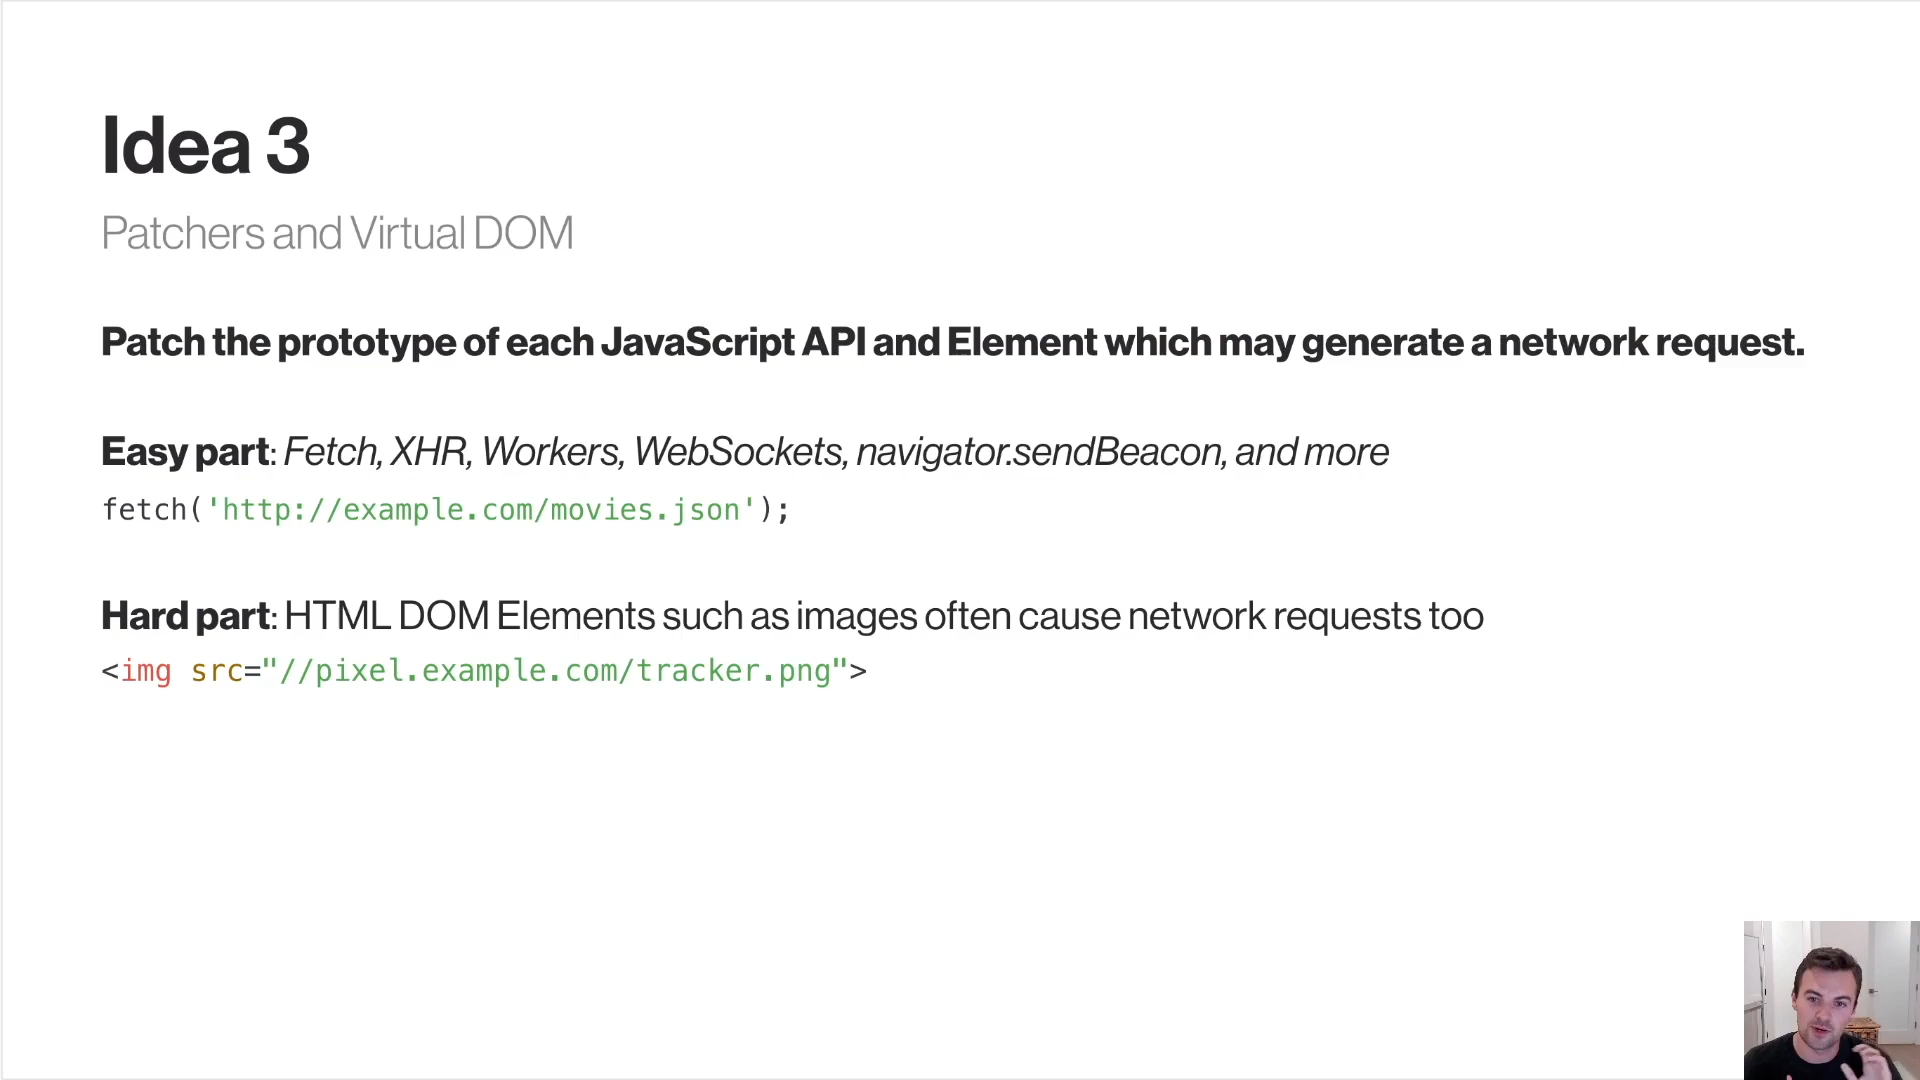 Idea 3
Patchers and Virtual DOM
Patch the prototype of each JavaScript API and Element which may generate a network request.
Easy part: Fetch, XHR, Workers, WebSockets, navigator.sendBeacon, and more
fetch('http://example.com/movies.json');
Hard part: HTML DOM Elements such as images often cause network requests too
<img src="//pixel.example.com/tracker.png">